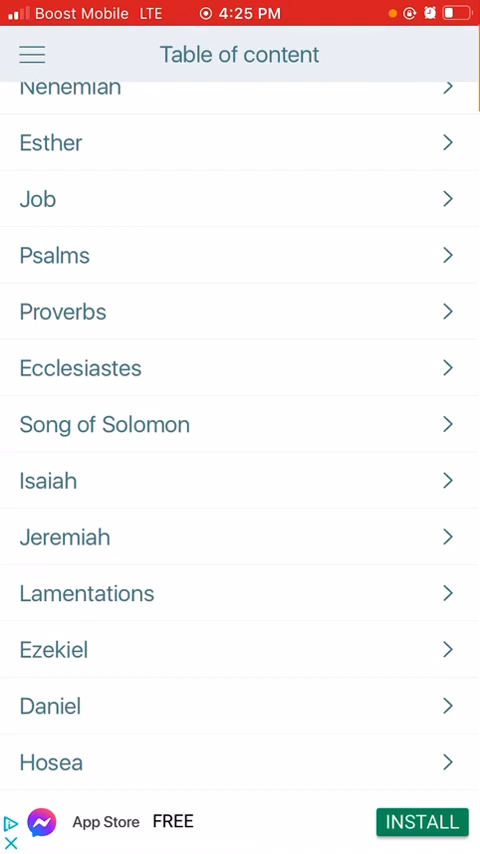 Boost Mobile LTE 4:25 PM
Table of content
Nehemiah
Esther
Job
Psalms
Proverbs
Ecclesiastes
Song of Solomon
Isaiah
Jeremiah
Lamentations
Ezekiel
Daniel
Hosea
App Store FREE INSTALL